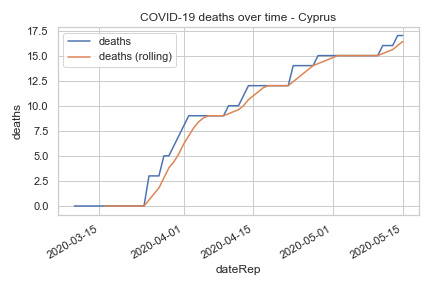 COVID-19 deaths over time - Cyprus
deaths
deaths (rolling)
17.5
15.0
12.5
10.0
7.5
5.0
2.5
0.0
deaths
2020-03-15
2020-04-01
2020-04-15
2020-05-01
2020-05-15
dateRep